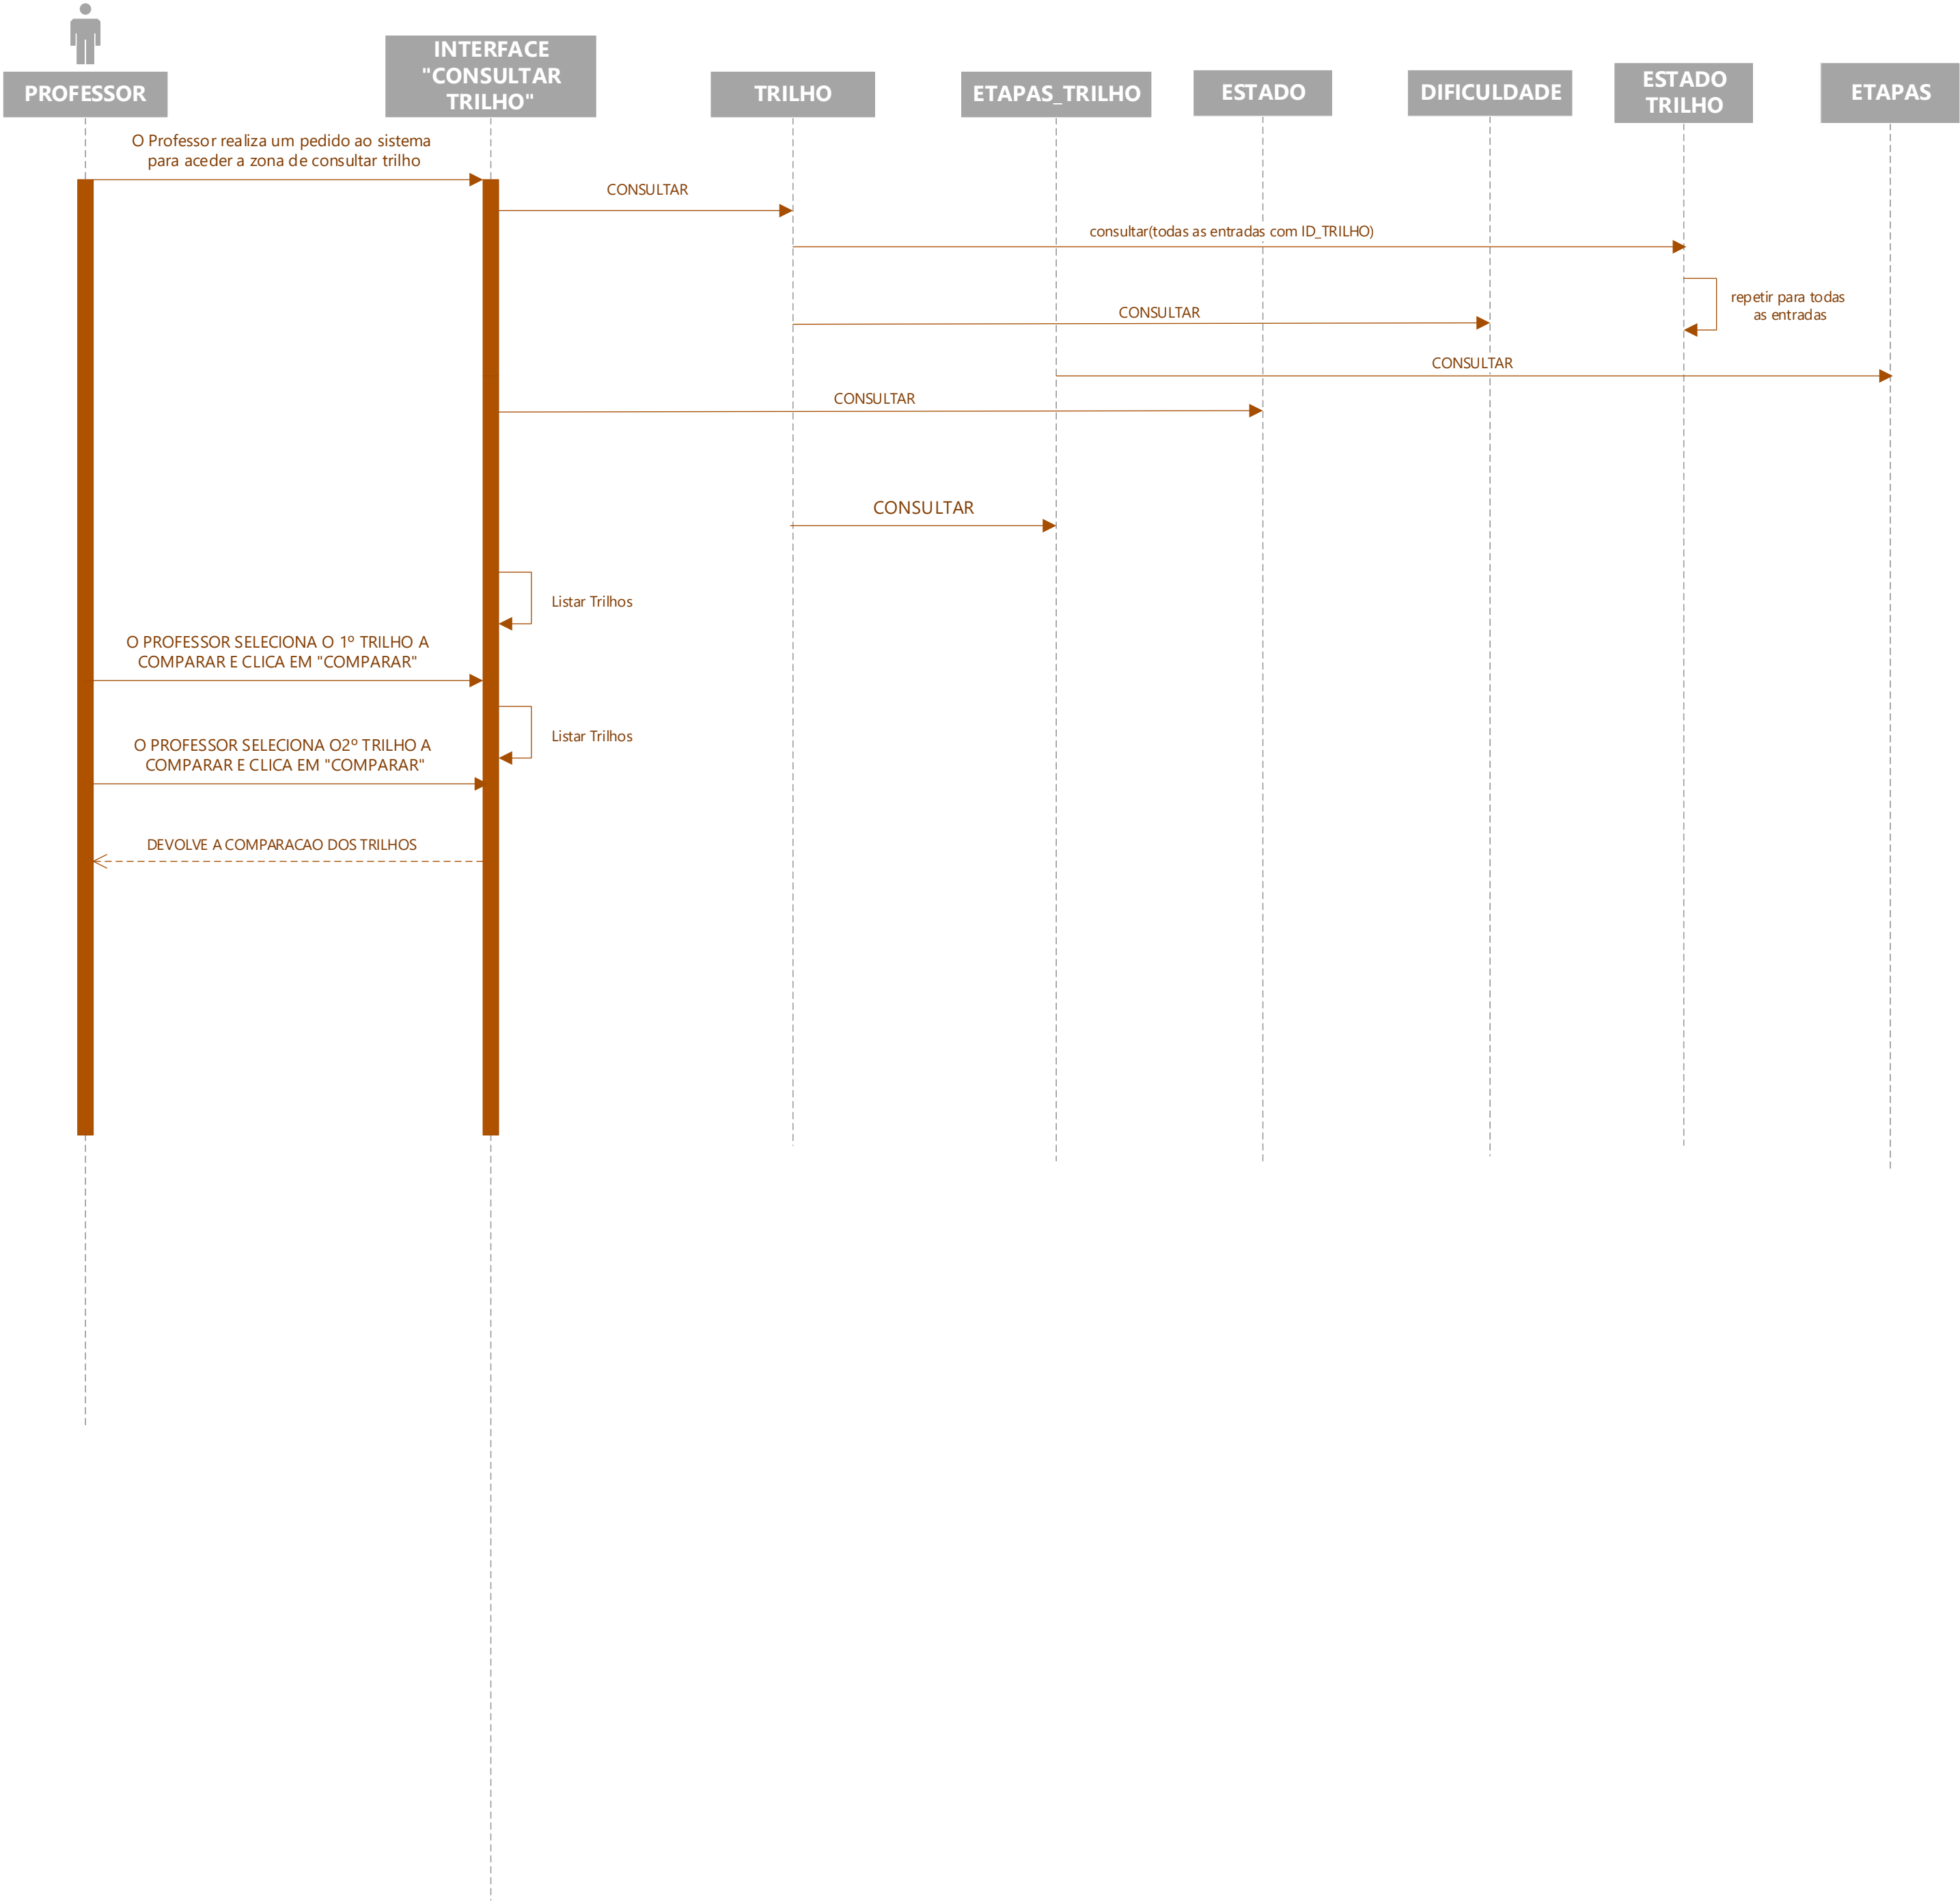 PROFESSOR
INTERFACE
"CONSULTAR
TRILHO"
TRILHO
ETAPAS_TRILHO
ESTADO
DIFICULDADE
ESTADO
TRILHO
ETAPAS
O Professor realiza um pedido ao sistema
para aceder a zona de consultar trilho
CONSULTAR
consultar(todas as entradas com ID_TRILHO)
repetir para todas
as entradas
CONSULTAR
CONSULTAR
CONSULTAR
CONSULTAR
Listar Trilhos
O PROFESSOR SELECIONA O 1º TRILHO A
COMPARAR E CLICA EM "COMPARAR"
Listar Trilhos
O PROFESSOR SELECIONA O2º TRILHO A
COMPARAR E CLICA EM "COMPARAR"
DEVOLVE A COMPARACAO DOS TRILHOS